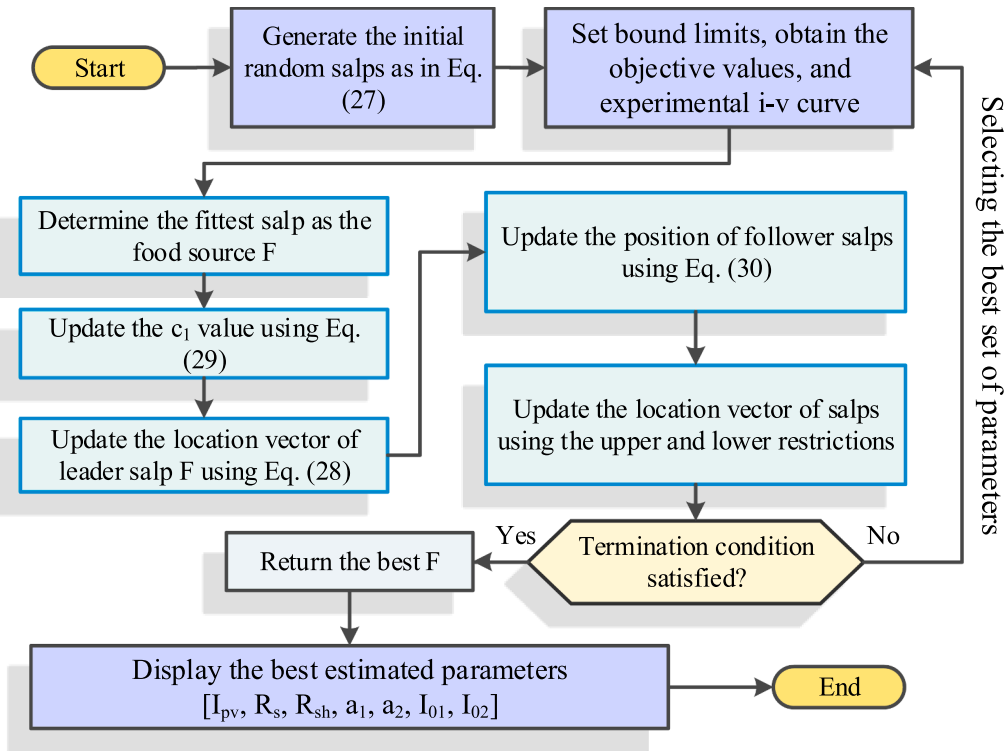 Start
Generate the initial
random salps as in Eq.
(27)
Set bound limits, obtain the
objective values, and
experimental i-v curve
Determine the fittest salp as the
food source F
Update the c₁ value using Eq.
(29)
Update the location vector of
leader salp F using Eq. (28)
Update the position of follower salps
using Eq. (30)
Update the location vector of salps
using the upper and lower restrictions
Termination condition
satisfied?
Yes
No
Selecting the best set of parameters
Return the best F
Display the best estimated parameters
[Iₚᵥ, Rₛ, Rₛₕ, a₁, a₂, I₀₁, I₀₂]
End